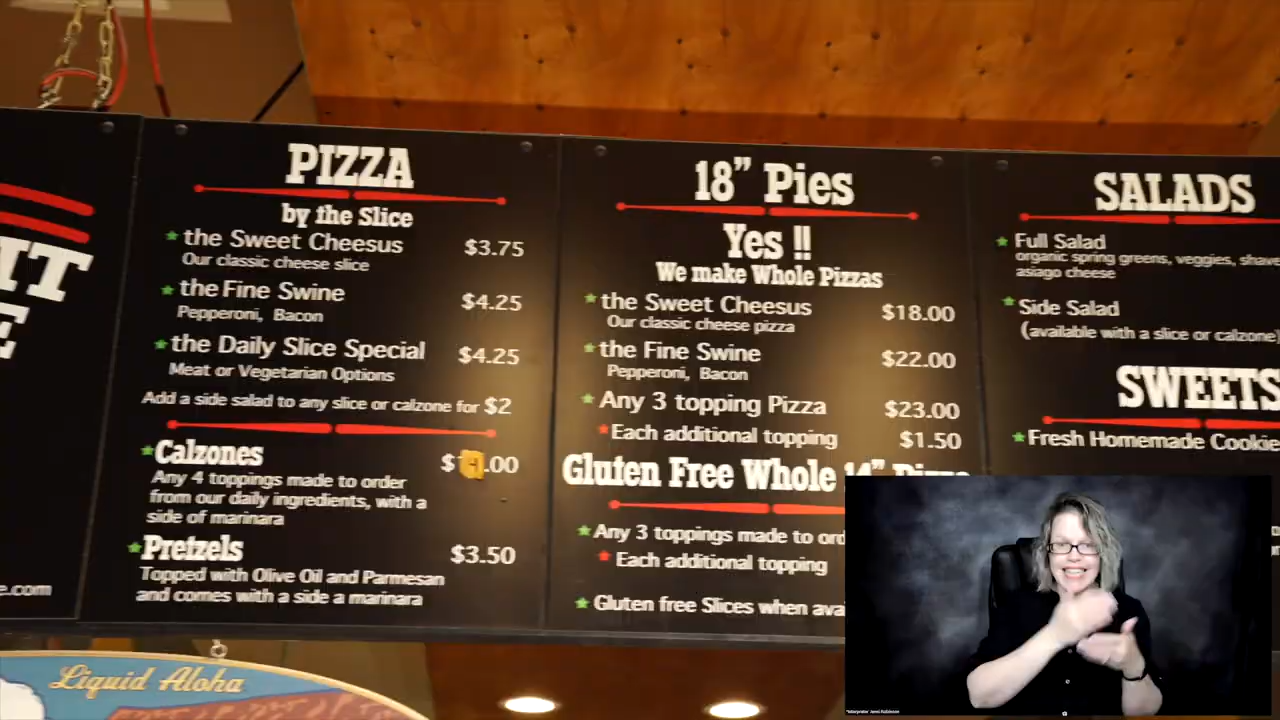 IT
E
e.com
PIZZA
by the Slice
the Sweet Cheesus $3.75
Our classic cheese slice
the Fine Swine $4.25
Pepperoni, Bacon
the Daily Slice Special $4.25
Meat or Vegetarian Options
Add a side salad to any slice or calzone for $2
Calzones
Any 4 toppings made to order
from our daily ingredients, with a
side of marinara
Pretzels $3.50
Topped with Olive Oil and Parmesan
and comes with a side a marinara
18" Pies
Yes !!
We make Whole Pizzas
the Sweet Cheesus $18.00
Our classic cheese pizza
the Fine Swine $22.00
Pepperoni, Bacon
Any 3 topping Pizza $23.00
Each additional topping $1.50
Gluten Free Whole 14"
Any 3 toppings made to ord
Each additional topping
Gluten free Slices when ava
SALADS
Full Salad
organic spring greens, veggies, shave
asiago cheese
Side Salad
(available with a slice or calzone)
SWEETS
Fresh Homemade Cookie
Liquid Aloha